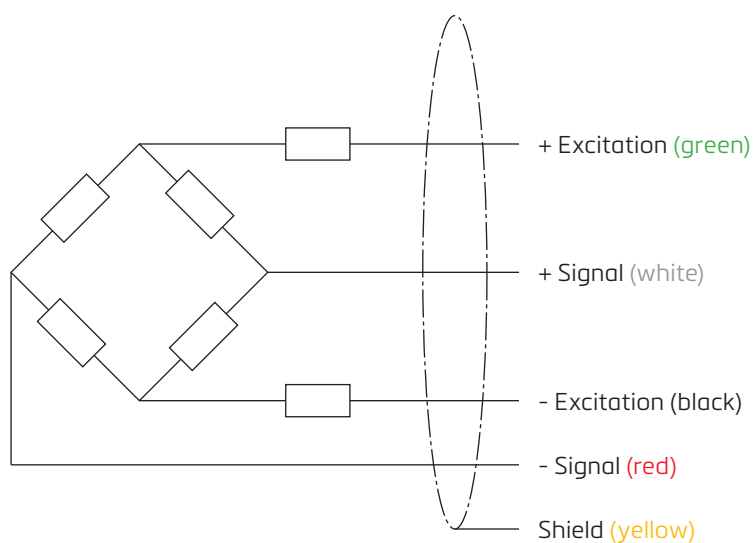 + Excitation (green)
+ Signal (white)
- Excitation (black)
- Signal (red)
Shield (yellow)